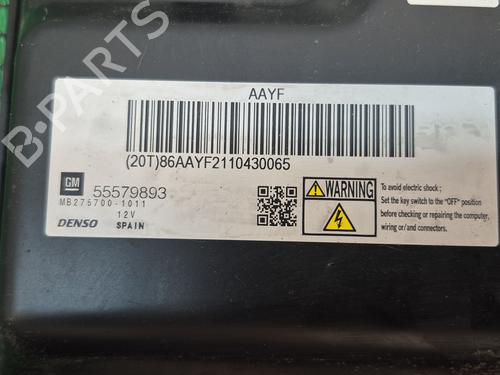 AAYF
(20T)86AAYF2110430065
GM
55579893
MB275700-1011
12V
DENSO
SPAIN
WARNING
To avoid electric shock ;
Set the key switch to the "OFF" position
before checking or repairing the computer,
wiring or/and connectors.
B-PARTS